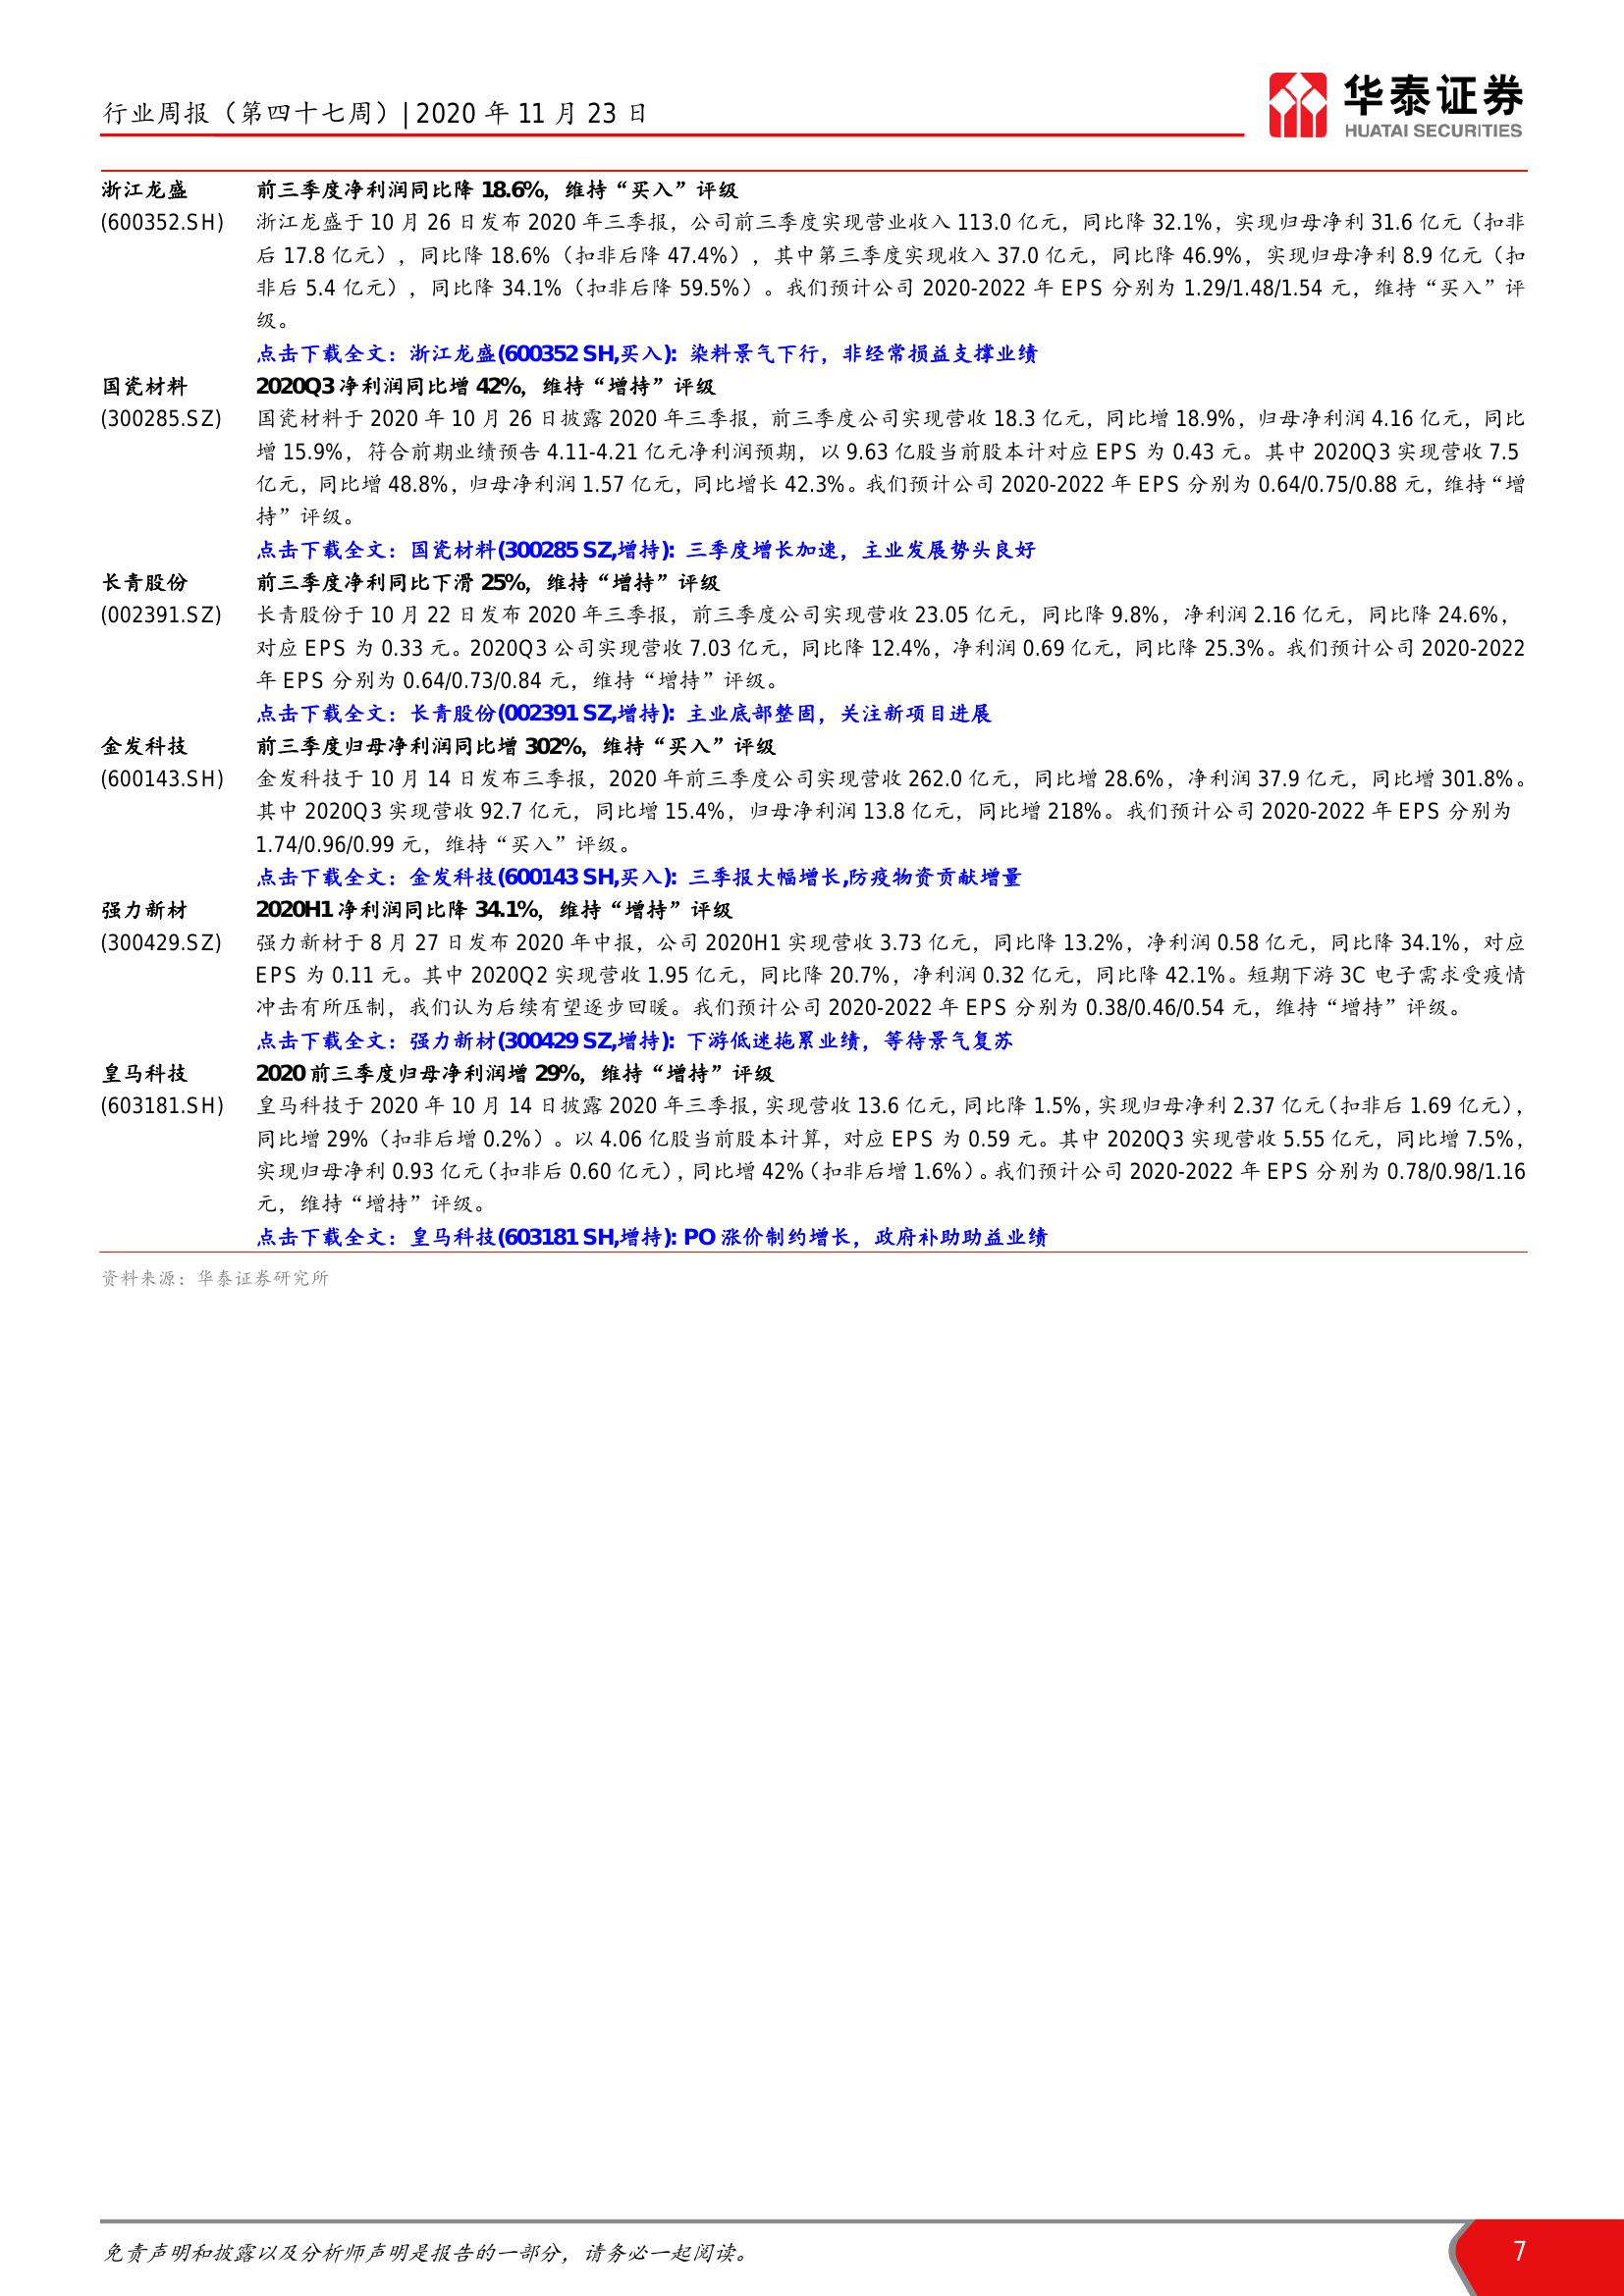 行业周报（第四十七周）| 2020 年 11 月 23 日
华泰证券
HUATAI SECURITIES
浙江龙盛 前三季度净利润同比降 18.6%，维持“买入”评级
(600352.SH) 浙江龙盛于 10 月 26 日发布 2020 年三季报，公司前三季度实现营业收入 113.0 亿元，同比降 32.1%，实现归母净利 31.6 亿元（扣非
后 17.8 亿元），同比降 18.6%（扣非后降 47.4%），其中第三季度实现收入 37.0 亿元，同比降 46.9%，实现归母净利 8.9 亿元（扣
非后 5.4 亿元），同比降 34.1%（扣非后降 59.5%）。我们预计公司 2020-2022 年 EPS 分别为 1.29/1.48/1.54 元，维持“买入”评
级。
点击下载全文：浙江龙盛(600352 SH,买入): 染料景气下行，非经常损益支撑业绩
国瓷材料 2020Q3 净利润同比增 42%，维持“增持”评级
(300285.SZ) 国瓷材料于 2020 年 10 月 26 日披露 2020 年三季报，前三季度公司实现营收 18.3 亿元，同比增 18.9%，归母净利润 4.16 亿元，同比
增 15.9%，符合前期业绩预告 4.11-4.21 亿元净利润预期，以 9.63 亿股当前股本计对应 EPS 为 0.43 元。其中 2020Q3 实现营收 7.5
亿元，同比增 48.8%，归母净利润 1.57 亿元，同比增长 42.3%。我们预计公司 2020-2022 年 EPS 分别为 0.64/0.75/0.88 元，维持“增
持”评级。
点击下载全文：国瓷材料(300285 SZ,增持): 三季度增长加速，主业发展势头良好
长青股份 前三季度净利同比下滑 25%，维持“增持”评级
(002391.SZ) 长青股份于 10 月 22 日发布 2020 年三季报，前三季度公司实现营收 23.05 亿元，同比降 9.8%，净利润 2.16 亿元，同比降 24.6%，
对应 EPS 为 0.33 元。2020Q3 公司实现营收 7.03 亿元，同比降 12.4%，净利润 0.69 亿元，同比降 25.3%。我们预计公司 2020-2022
年 EPS 分别为 0.64/0.73/0.84 元，维持“增持”评级。
点击下载全文：长青股份(002391 SZ,增持): 主业底部整固，关注新项目进展
金发科技 前三季度归母净利润同比增 302%，维持“买入”评级
(600143.SH) 金发科技于 10 月 14 日发布三季报，2020 年前三季度公司实现营收 262.0 亿元，同比增 28.6%，净利润 37.9 亿元，同比增 301.8%。
其中 2020Q3 实现营收 92.7 亿元，同比增 15.4%，归母净利润 13.8 亿元，同比增 218%。我们预计公司 2020-2022 年 EPS 分别为
1.74/0.96/0.99 元，维持“买入”评级。
点击下载全文：金发科技(600143 SH,买入): 三季报大幅增长,防疫物资贡献增量
强力新材 2020H1 净利润同比降 34.1%，维持“增持”评级
(300429.SZ) 强力新材于 8 月 27 日发布 2020 年中报，公司 2020H1 实现营收 3.73 亿元，同比降 13.2%，净利润 0.58 亿元，同比降 34.1%，对应
EPS 为 0.11 元。其中 2020Q2 实现营收 1.95 亿元，同比降 20.7%，净利润 0.32 亿元，同比降 42.1%。短期下游 3C 电子需求受疫情
冲击有所压制，我们认为后续有望逐步回暖。我们预计公司 2020-2022 年 EPS 分别为 0.38/0.46/0.54 元，维持“增持”评级。
点击下载全文：强力新材(300429 SZ,增持): 下游低迷拖累业绩，等待景气复苏
皇马科技 2020 前三季度归母净利润增 29%，维持“增持”评级
(603181.SH) 皇马科技于 2020 年 10 月 14 日披露 2020 年三季报，实现营收 13.6 亿元，同比降 1.5%，实现归母净利 2.37 亿元（扣非后 1.69 亿元），
同比增 29%（扣非后增 0.2%）。以 4.06 亿股当前股本计算，对应 EPS 为 0.59 元。其中 2020Q3 实现营收 5.55 亿元，同比增 7.5%，
实现归母净利 0.93 亿元（扣非后 0.60 亿元），同比增 42%（扣非后增 1.6%）。我们预计公司 2020-2022 年 EPS 分别为 0.78/0.98/1.16
元，维持“增持”评级。
点击下载全文：皇马科技(603181 SH,增持): PO 涨价制约增长，政府补助助益业绩
资料来源：华泰证券研究所
免责声明和披露以及分析师声明是报告的一部分，请务必一起阅读。
7